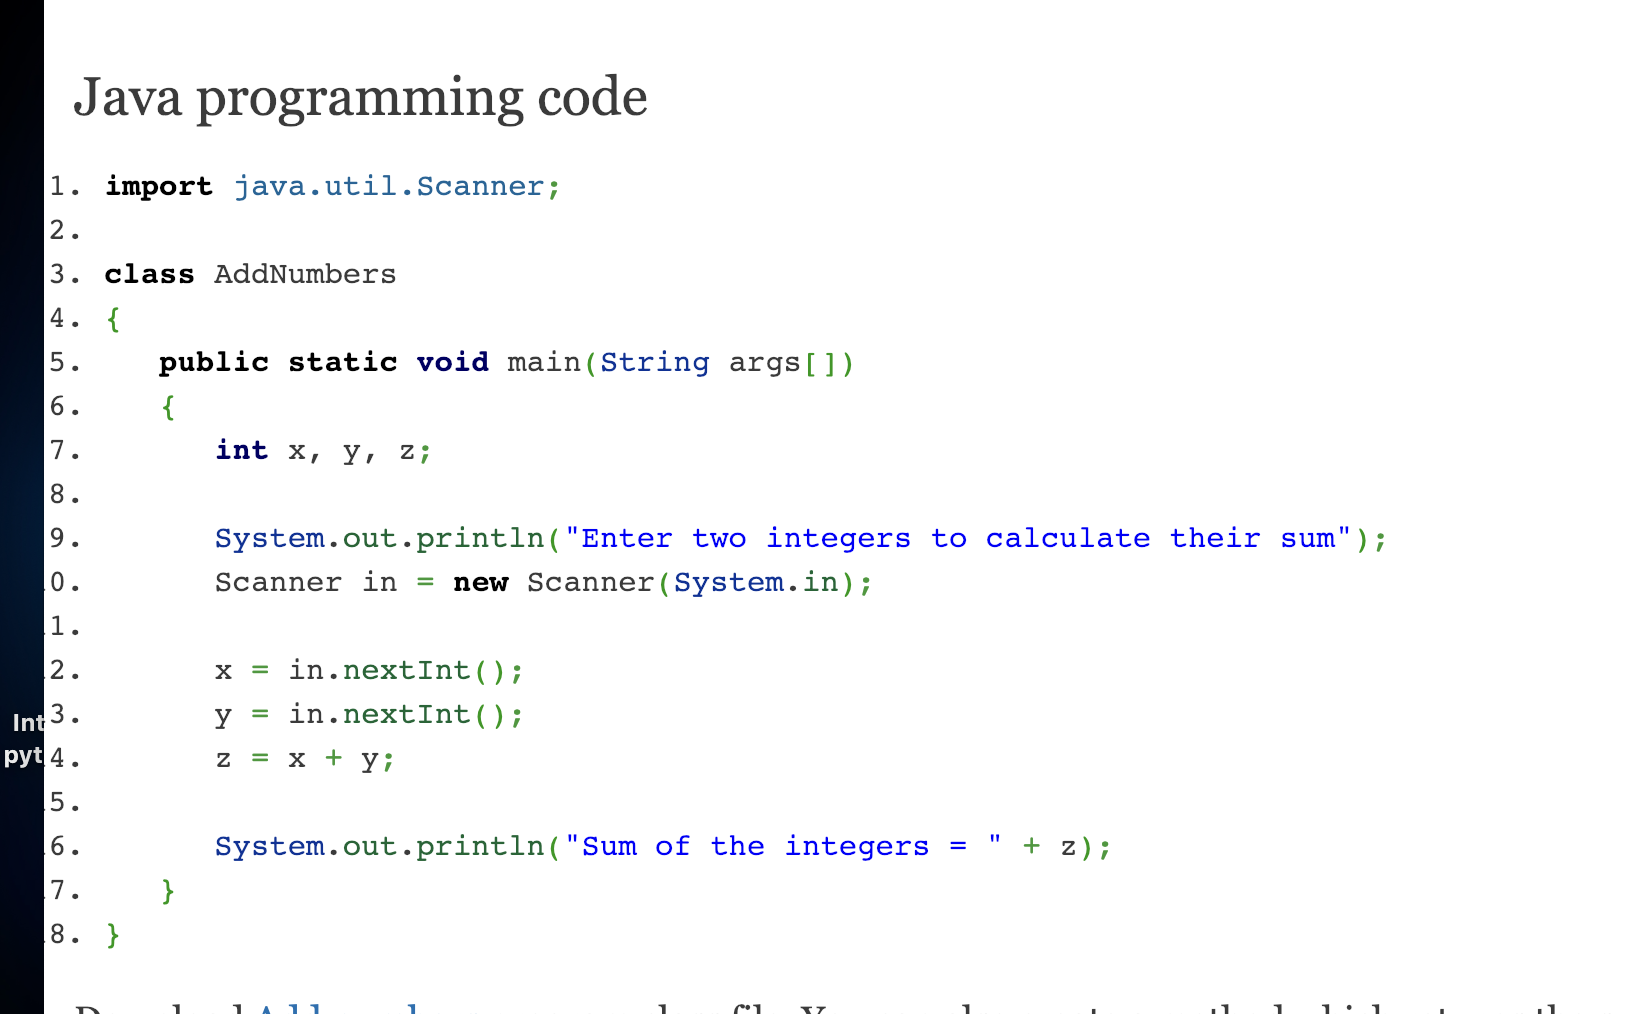 Java programming code
1. import java.util.Scanner;
2.
3. class AddNumbers
4. {
5.    public static void main(String args[])
6.    {
7.       int x, y, z;
8.
9.       System.out.println("Enter two integers to calculate their sum");
0.       Scanner in = new Scanner(System.in);
1.
2.       x = in.nextInt();
Int
3.       y = in.nextInt();
pyt
4.       z = x + y;
5.
6.       System.out.println("Sum of the integers = " + z);
7.    }
8. }